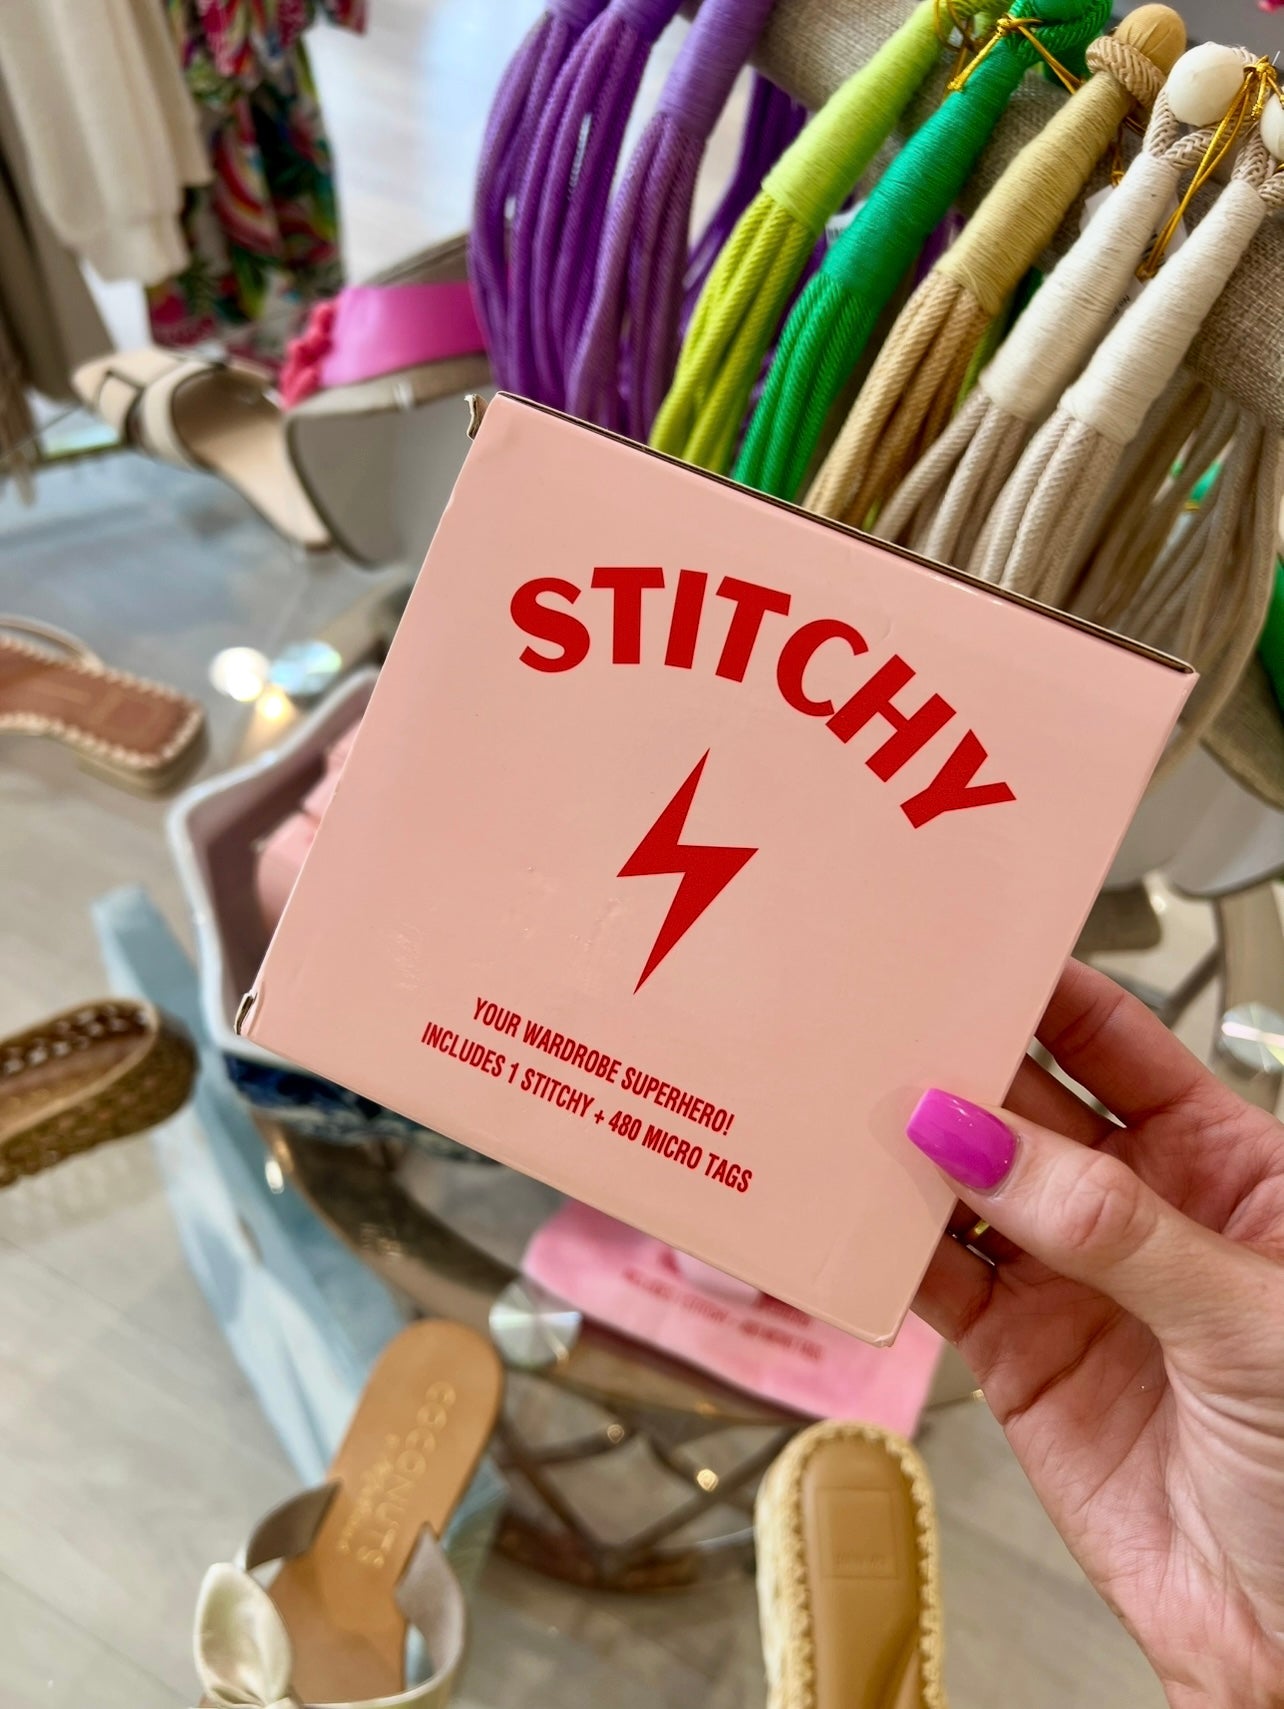 STITCHY
YOUR WARDROBE SUPERHERO!
INCLUDES 1 STITCHY + 480 MICRO TAGS
COCONUTS